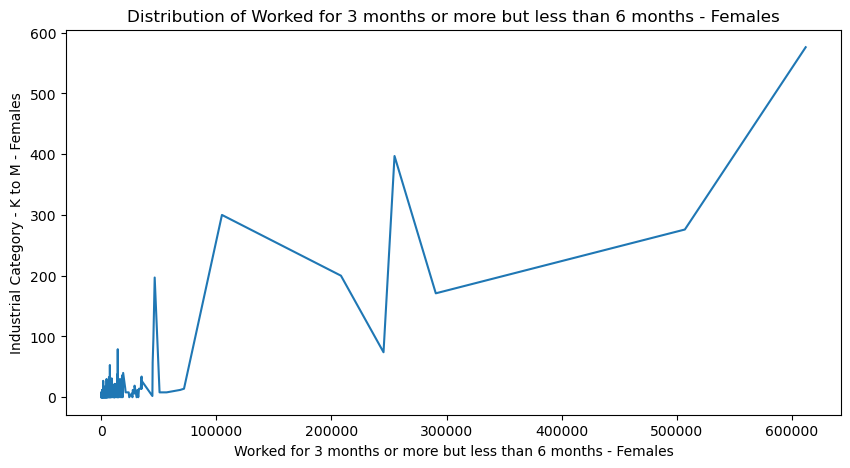 Distribution of Worked for 3 months or more but less than 6 months - Females
Industrial Category - K to M - Females
600
500
400
300
200
100
0
0 100000 200000 300000 400000 500000 600000
Worked for 3 months or more but less than 6 months - Females